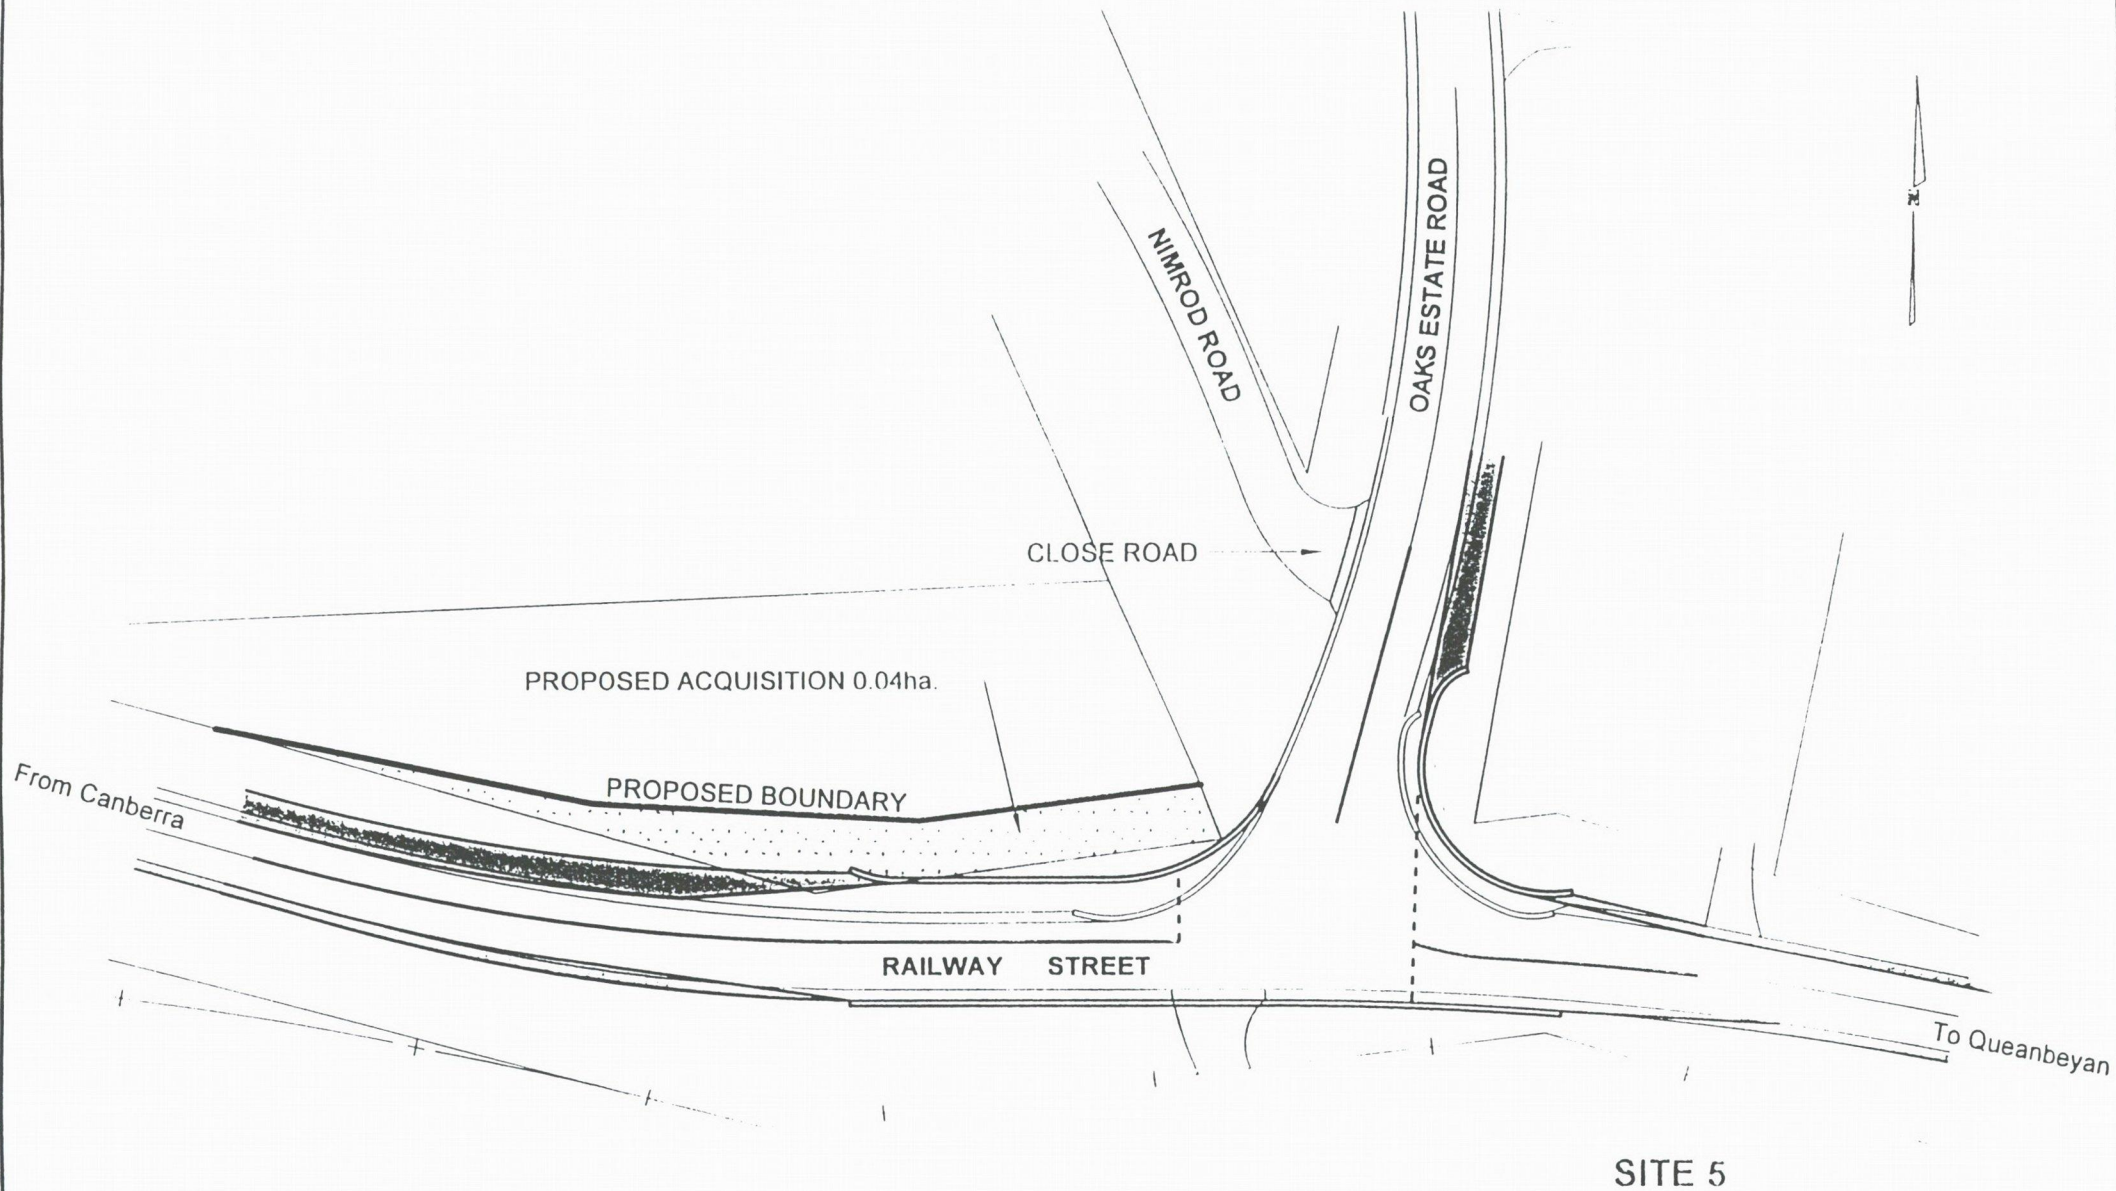 NIMROD ROAD
OAKS ESTATE ROAD
N
CLOSE ROAD
PROPOSED ACQUISITION 0.04ha.
PROPOSED BOUNDARY
From Canberra
RAILWAY STREET
To Queanbeyan
SITE 5